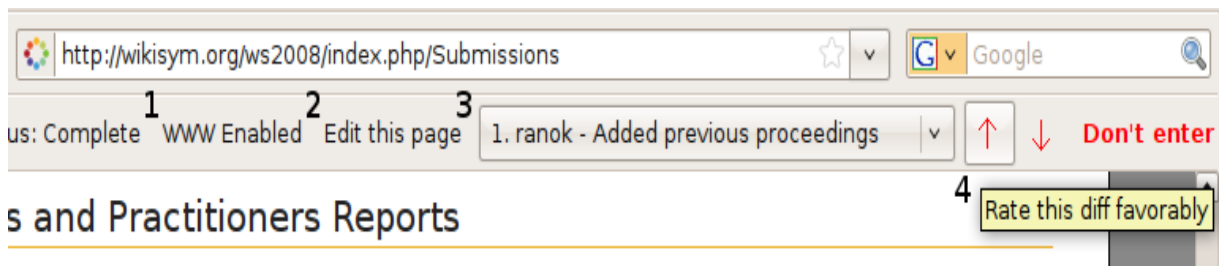 http://wikisym.org/ws2008/index.php/Submissions G Google
1 2 3
us: Complete WWW Enabled Edit this page 1. ranok - Added previous proceedings ↑ ↓ Don't enter
4 Rate this diff favorably
s and Practitioners Reports